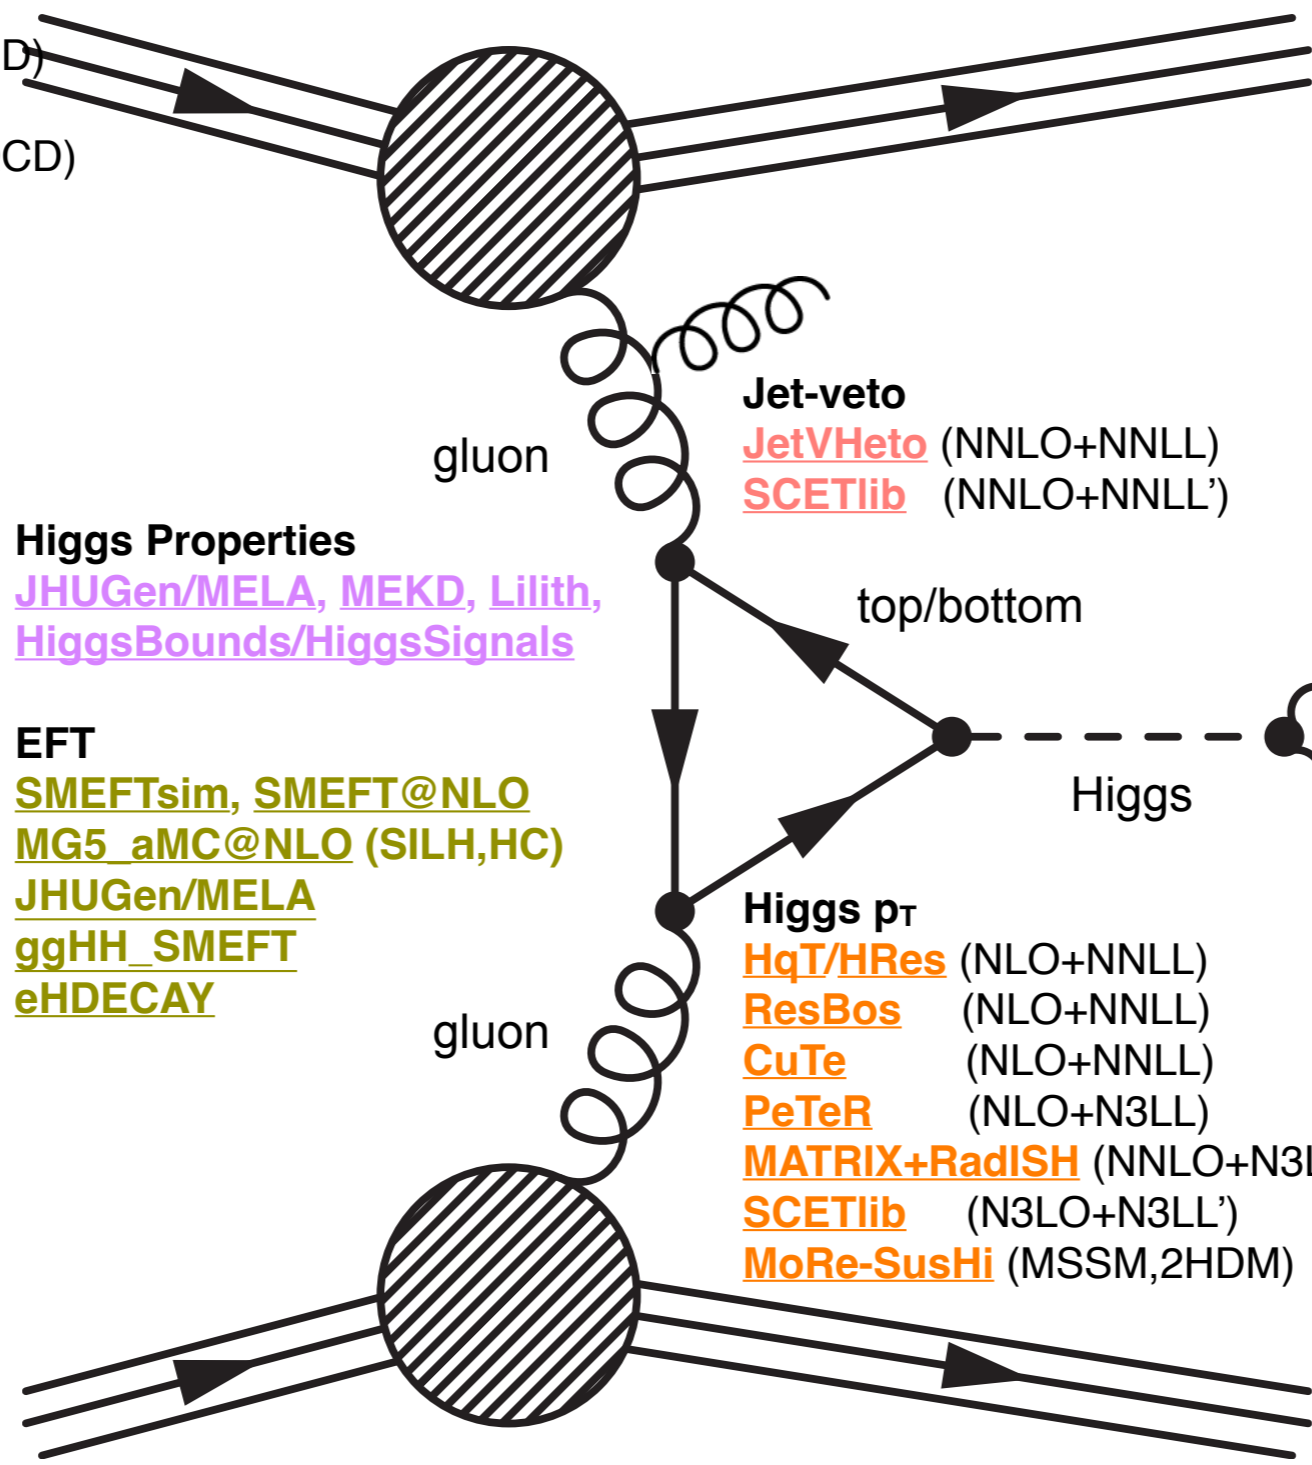 D)
CD)
Jet-veto
JetVHeto (NNLO+NNLL)
SCETlib (NNLO+NNLL’)
gluon
Higgs Properties
JHUGen/MELA, MEKD, Lilith,
HiggsBounds/HiggsSignals
top/bottom
EFT
SMEFTsim, SMEFT@NLO
MG5_aMC@NLO (SILH,HC)
JHUGen/MELA
ggHH_SMEFT
eHDECAY
Higgs
gluon
Higgs pT
HqT/HRes (NLO+NNLL)
ResBos (NLO+NNLL)
CuTe (NLO+NNLL)
PeTeR (NLO+N3LL)
MATRIX+RadISH (NNLO+N3L
SCETlib (N3LO+N3LL’)
MoRe-SusHi (MSSM,2HDM)